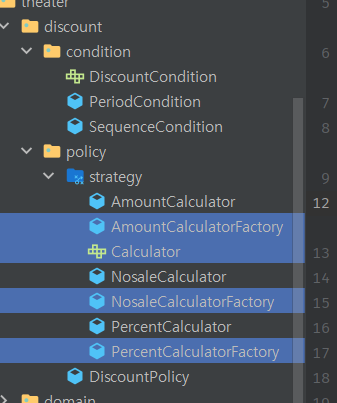 theater
discount
condition
DiscountCondition
PeriodCondition
SequenceCondition
policy
strategy
AmountCalculator
AmountCalculatorFactory
Calculator
NosaleCalculator
NosaleCalculatorFactory
PercentCalculator
PercentCalculatorFactory
DiscountPolicy
domain
5
6
7
8
9
12
13
14
15
16
17
18
19